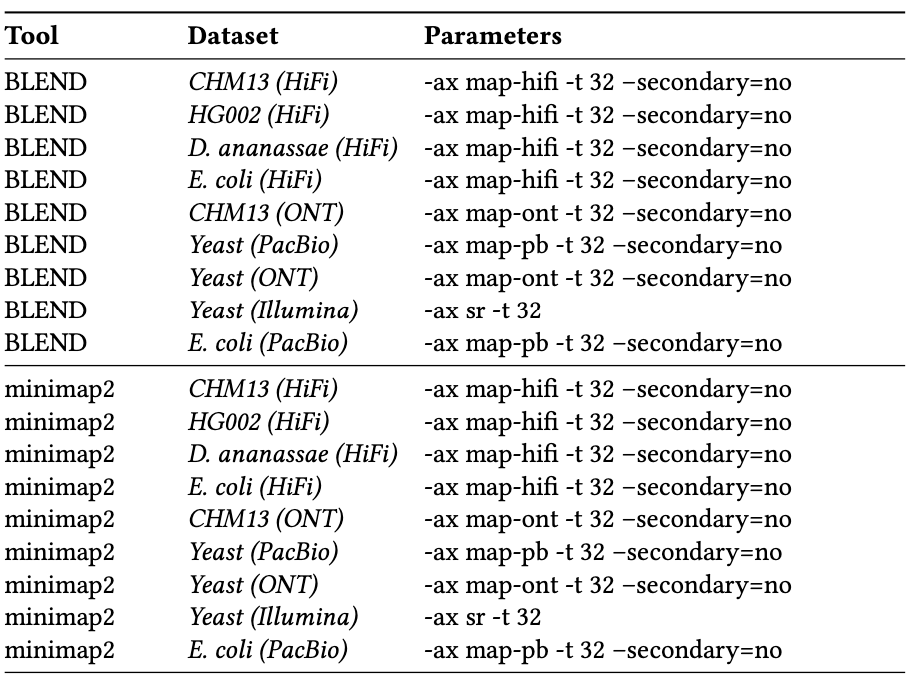 Tool Dataset Parameters
BLEND CHM13 (HiFi) -ax map-hifi -t 32 –secondary=no
BLEND HG002 (HiFi) -ax map-hifi -t 32 –secondary=no
BLEND D. ananassae (HiFi) -ax map-hifi -t 32 –secondary=no
BLEND E. coli (HiFi) -ax map-hifi -t 32 –secondary=no
BLEND CHM13 (ONT) -ax map-ont -t 32 –secondary=no
BLEND Yeast (PacBio) -ax map-pb -t 32 –secondary=no
BLEND Yeast (ONT) -ax map-ont -t 32 –secondary=no
BLEND Yeast (Illumina) -ax sr -t 32
BLEND E. coli (PacBio) -ax map-pb -t 32 –secondary=no
minimap2 CHM13 (HiFi) -ax map-hifi -t 32 –secondary=no
minimap2 HG002 (HiFi) -ax map-hifi -t 32 –secondary=no
minimap2 D. ananassae (HiFi) -ax map-hifi -t 32 –secondary=no
minimap2 E. coli (HiFi) -ax map-hifi -t 32 –secondary=no
minimap2 CHM13 (ONT) -ax map-ont -t 32 –secondary=no
minimap2 Yeast (PacBio) -ax map-pb -t 32 –secondary=no
minimap2 Yeast (ONT) -ax map-ont -t 32 –secondary=no
minimap2 Yeast (Illumina) -ax sr -t 32
minimap2 E. coli (PacBio) -ax map-pb -t 32 –secondary=no